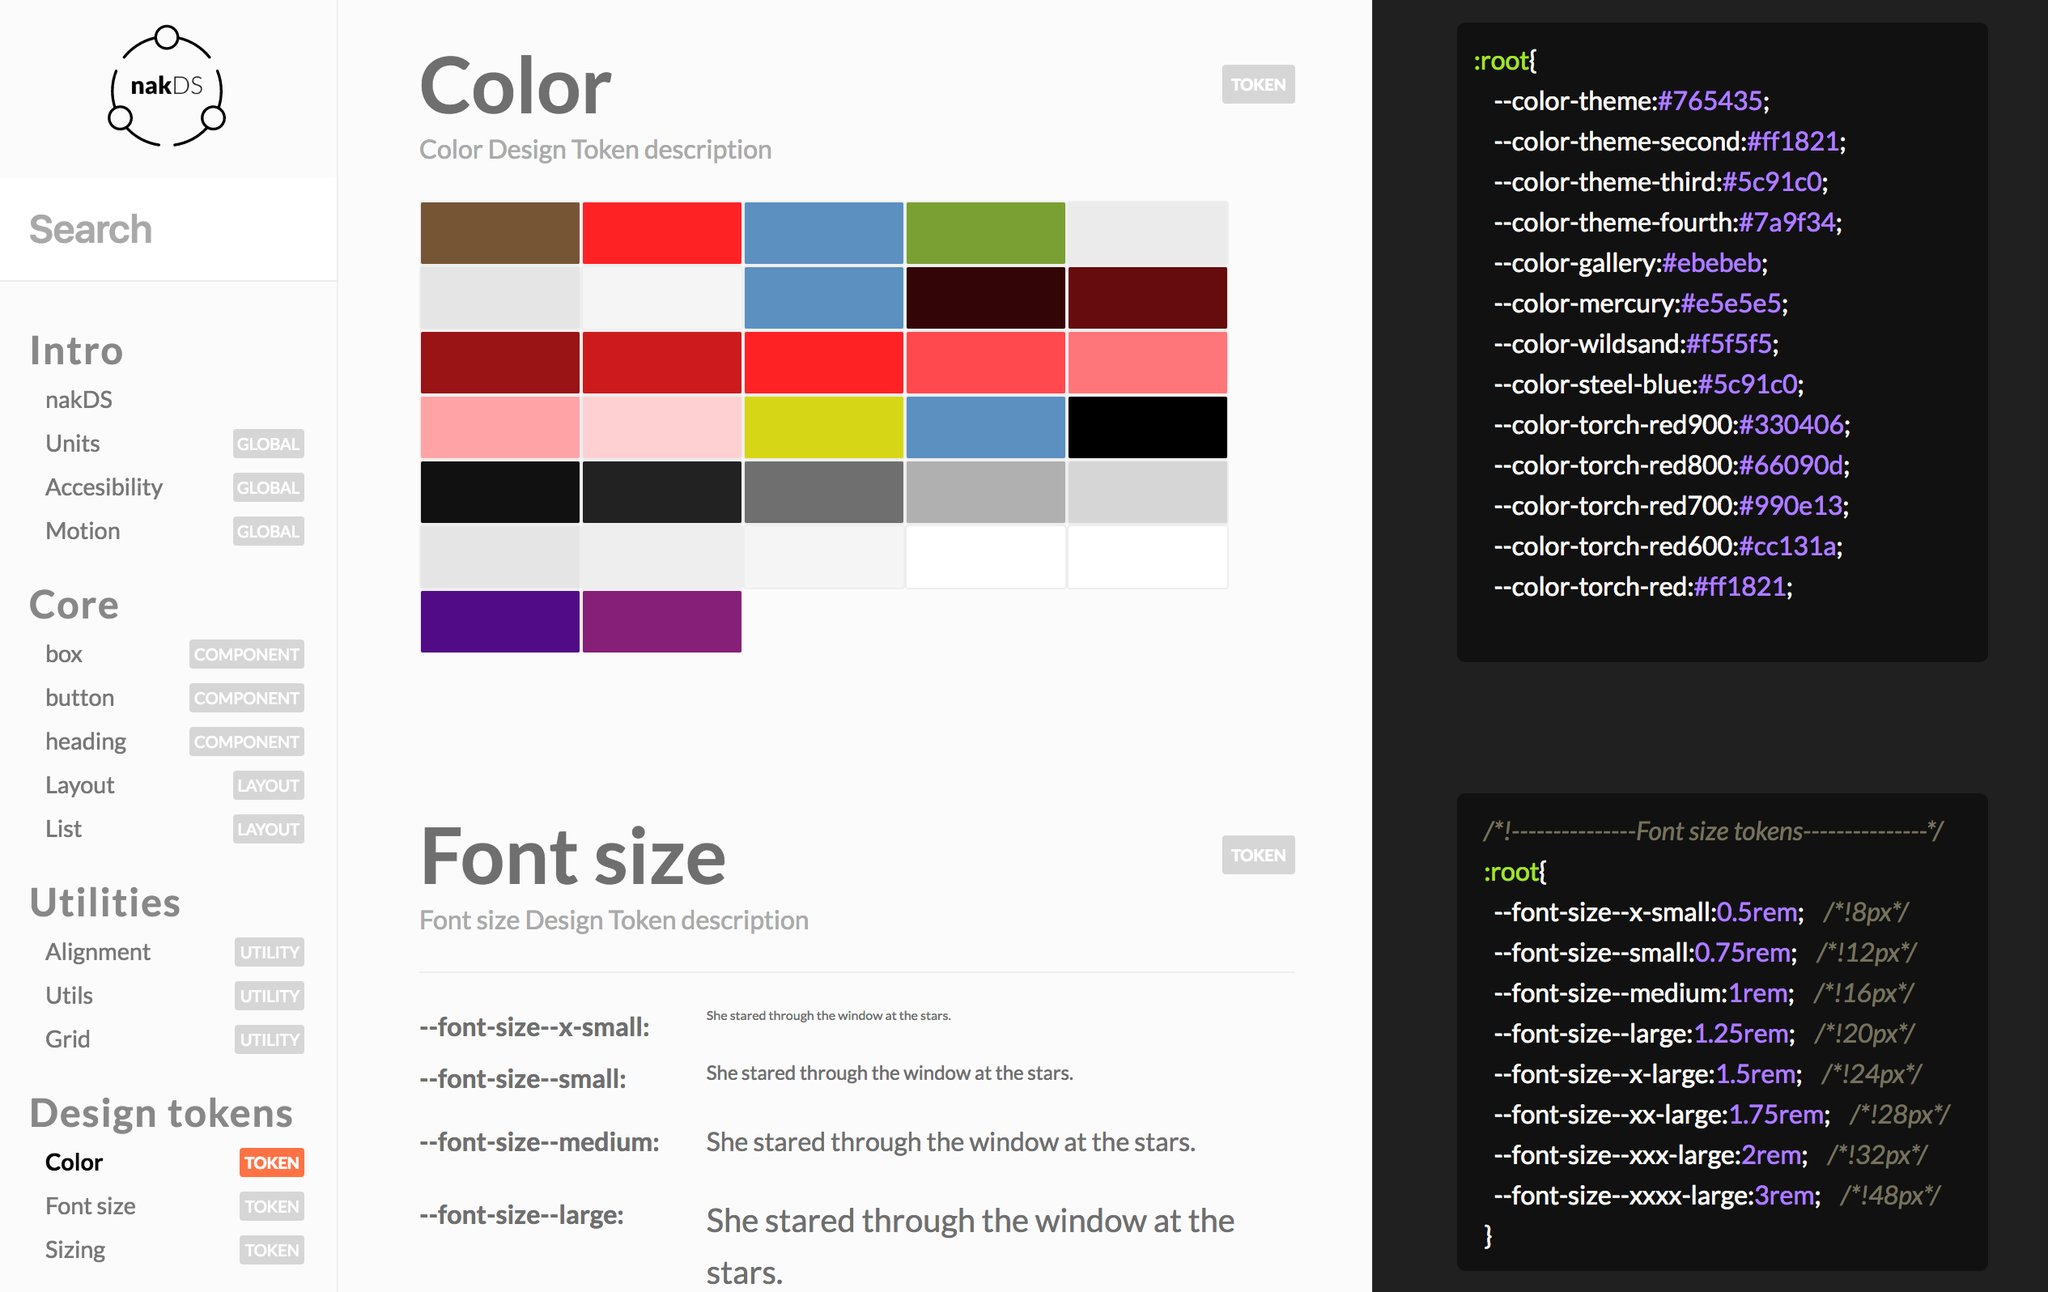 nakDS
Search
Intro
nakDS
Units GLOBAL
Accesibility GLOBAL
Motion GLOBAL
Core
box COMPONENT
button COMPONENT
heading COMPONENT
Layout LAYOUT
List LAYOUT
Utilities
Alignment UTILITY
Utils UTILITY
Grid UTILITY
Design tokens
Color TOKEN
Font size TOKEN
Sizing TOKEN
Color TOKEN
Color Design Token description
Font size TOKEN
Font size Design Token description
--font-size--x-small: She stared through the window at the stars.
--font-size--small: She stared through the window at the stars.
--font-size--medium: She stared through the window at the stars.
--font-size--large: She stared through the window at the
stars.
:root{
--color-theme:#765435;
--color-theme-second:#ff1821;
--color-theme-third:#5c91c0;
--color-theme-fourth:#7a9f34;
--color-gallery:#ebebeb;
--color-mercury:#e5e5e5;
--color-wildsand:#f5f5f5;
--color-steel-blue:#5c91c0;
--color-torch-red900:#330406;
--color-torch-red800:#66090d;
--color-torch-red700:#990e13;
--color-torch-red600:#cc131a;
--color-torch-red:#ff1821;
/*!---------------Font size tokens---------------*/
:root{
--font-size--x-small:0.5rem; /*!8px*/
--font-size--small:0.75rem; /*!12px*/
--font-size--medium:1rem; /*!16px*/
--font-size--large:1.25rem; /*!20px*/
--font-size--x-large:1.5rem; /*!24px*/
--font-size--xx-large:1.75rem; /*!28px*/
--font-size--xxx-large:2rem; /*!32px*/
--font-size--xxxx-large:3rem; /*!48px*/
}